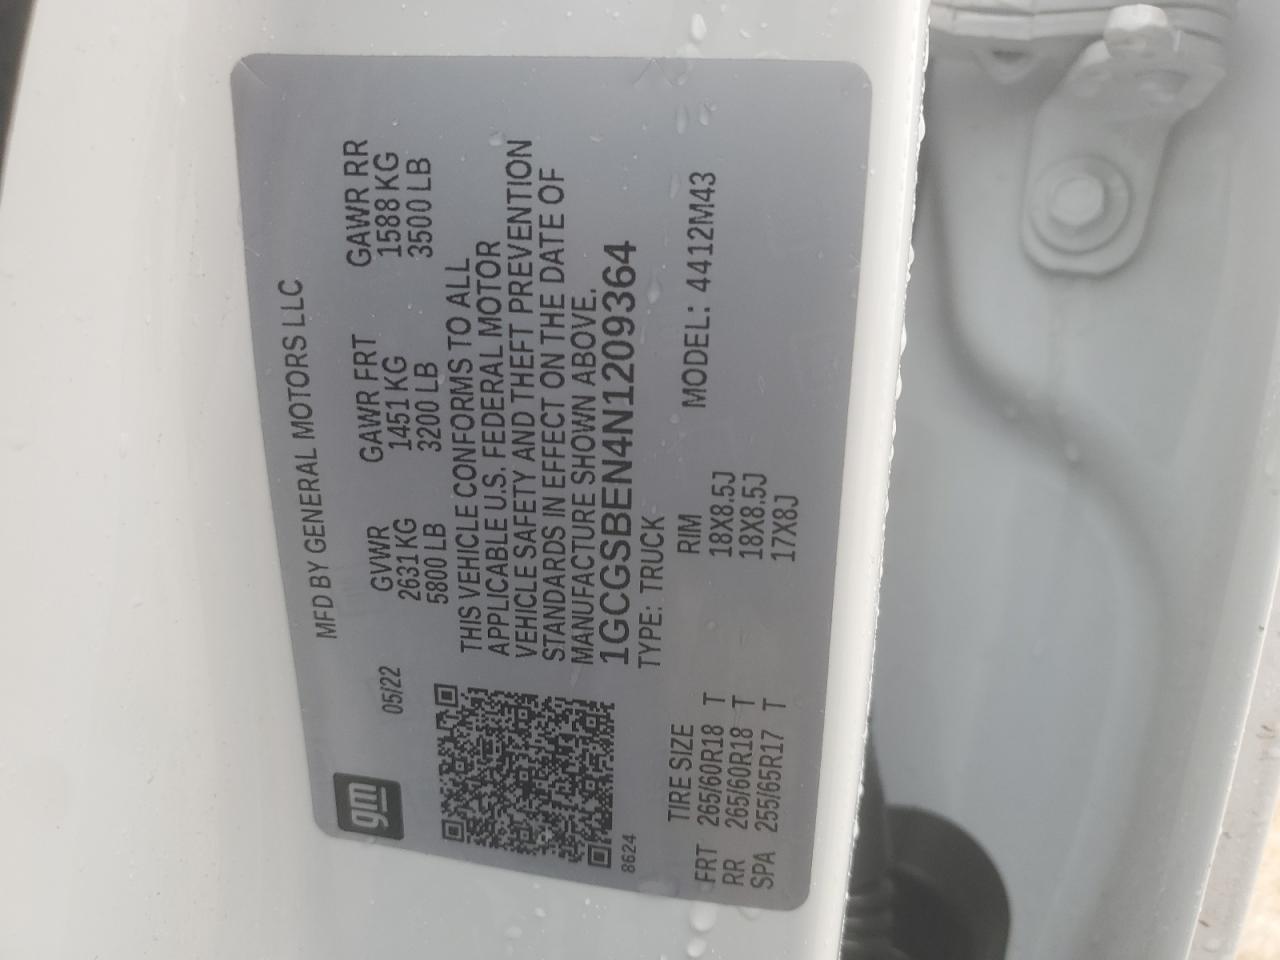 gm
05/22
MFD BY GENERAL MOTORS LLC
GVWR GAWR FRT GAWR RR
2631 KG 1451 KG 1588 KG
5800 LB 3200 LB 3500 LB
THIS VEHICLE CONFORMS TO ALL
APPLICABLE U.S. FEDERAL MOTOR
VEHICLE SAFETY AND THEFT PREVENTION
STANDARDS IN EFFECT ON THE DATE OF
MANUFACTURE SHOWN ABOVE.
1GCGSBEN4N1209364
8624
TYPE: TRUCK
MODEL: 4412M43
TIRE SIZE RIM
FRT 265/60R18 T 18X8.5J
RR 265/60R18 T 18X8.5J
SPA 255/65R17 T 17X8J